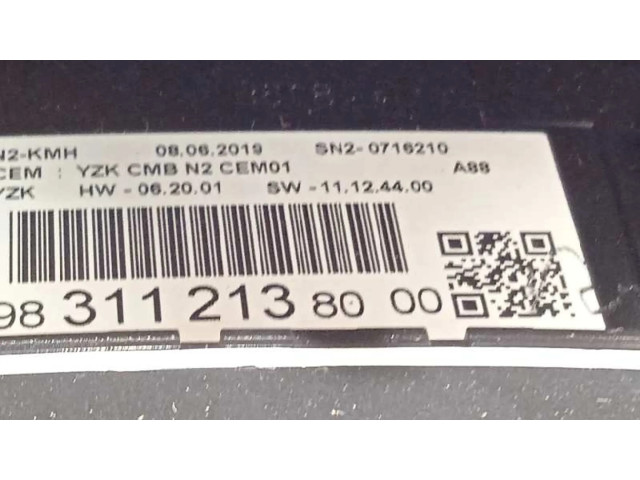 N2-KMH 08.06.2019 SN2- 0716210
CEM : YZK CMB N2 CEM01 A88
YZK HW - 06.20.01 SW - 11.12.44.00
98 311 213 80 00